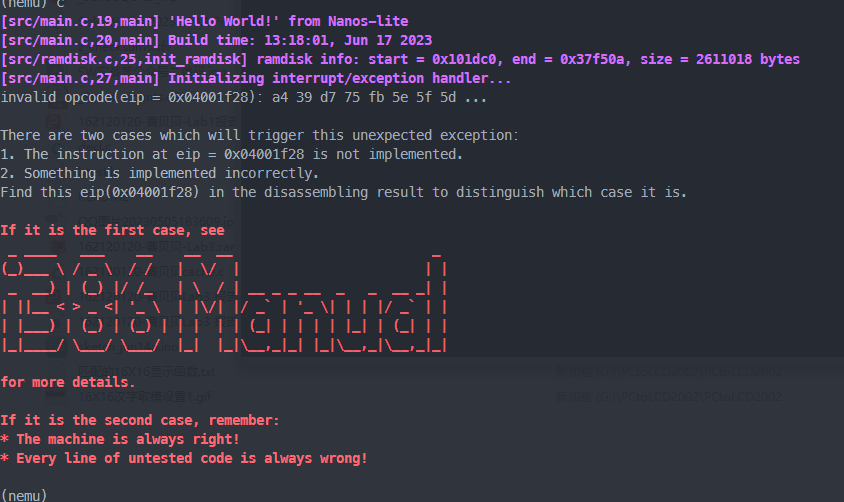 (nemu) c
[src/main.c,19,main] 'Hello World!' from Nanos-lite
[src/main.c,20,main] Build time: 13:18:01, Jun 17 2023
[src/ramdisk.c,25,init_ramdisk] ramdisk info: start = 0x101dc0, end = 0x37f50a, size = 2611018 bytes
[src/main.c,27,main] Initializing interrupt/exception handler...
invalid opcode(eip = 0x04001f28): a4 39 d7 75 fb 5e 5f 5d ...
There are two cases which will trigger this unexpected exception:
1. The instruction at eip = 0x04001f28 is not implemented.
2. Something is implemented incorrectly.
Find this eip(0x04001f28) in the disassembling result to distinguish which case it is.
If it is the first case, see
i386 Manual
for more details.
If it is the second case, remember:
* The machine is always right!
* Every line of untested code is always wrong!
(nemu)